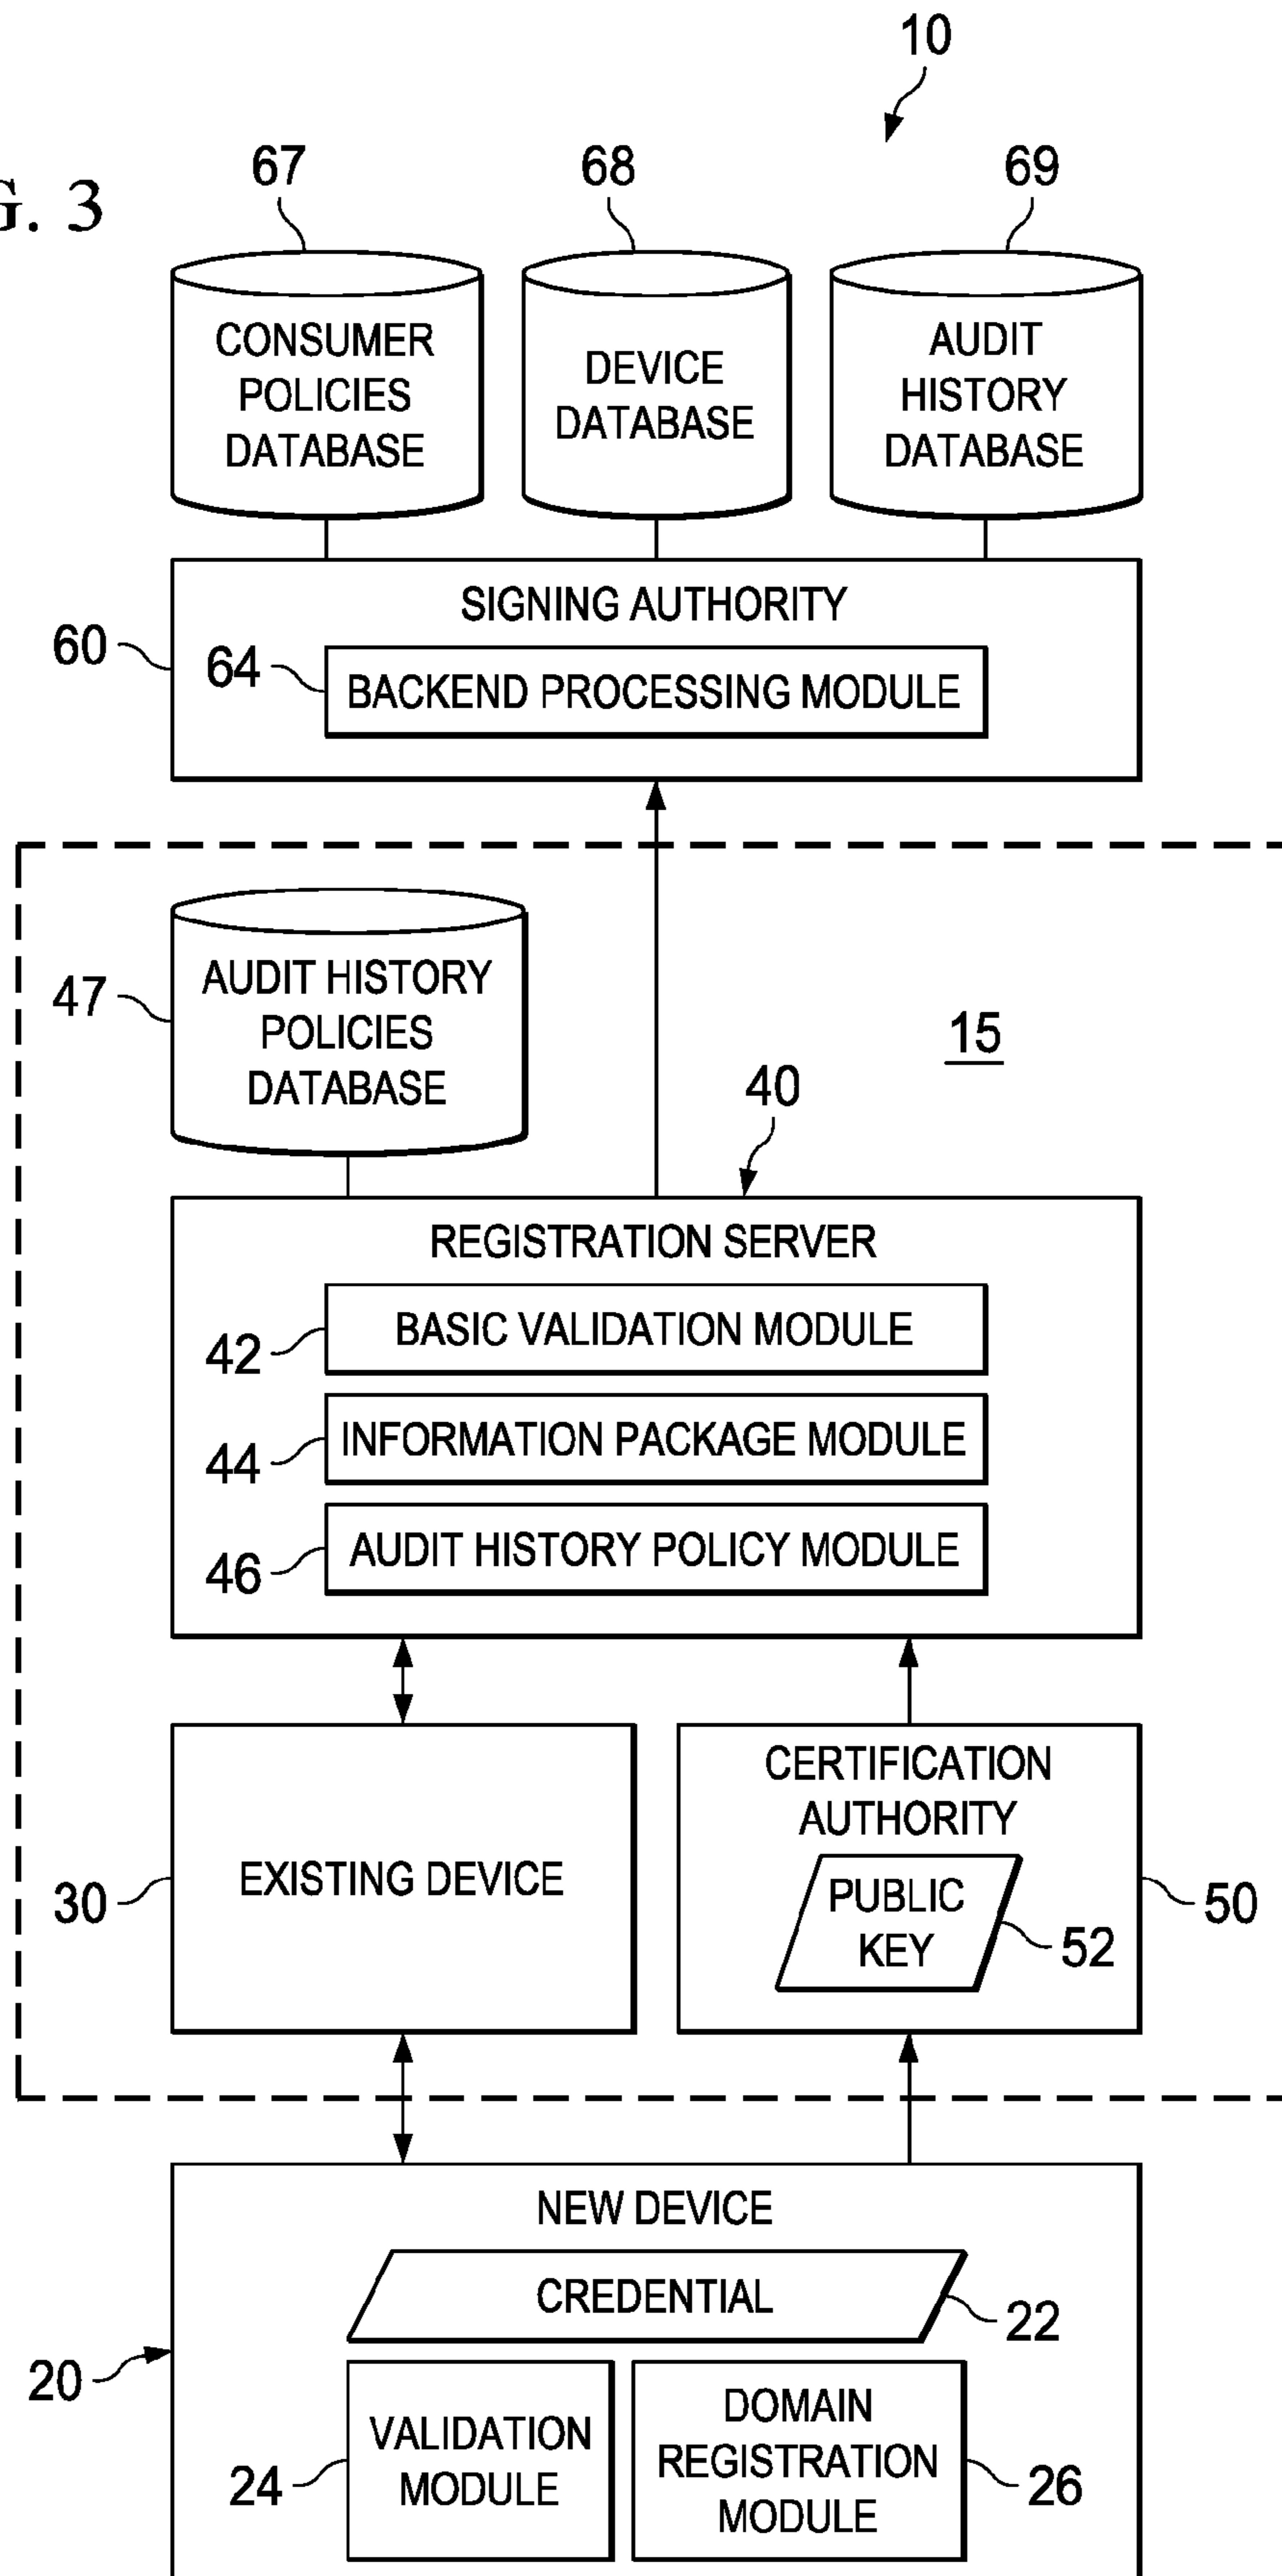 10
67
68
69
G. 3
CONSUMER
POLICIES
DATABASE
DEVICE
DATABASE
AUDIT
HISTORY
DATABASE
SIGNING AUTHORITY
60
64
BACKEND PROCESSING MODULE
47
AUDIT HISTORY
POLICIES
DATABASE
15
40
REGISTRATION SERVER
BASIC VALIDATION MODULE
42
INFORMATION PACKAGE MODULE
44
AUDIT HISTORY POLICY MODULE
46
EXISTING DEVICE
30
CERTIFICATION
AUTHORITY
PUBLIC
KEY
52
50
NEW DEVICE
CREDENTIAL
22
20
VALIDATION
MODULE
24
DOMAIN
REGISTRATION
MODULE
26